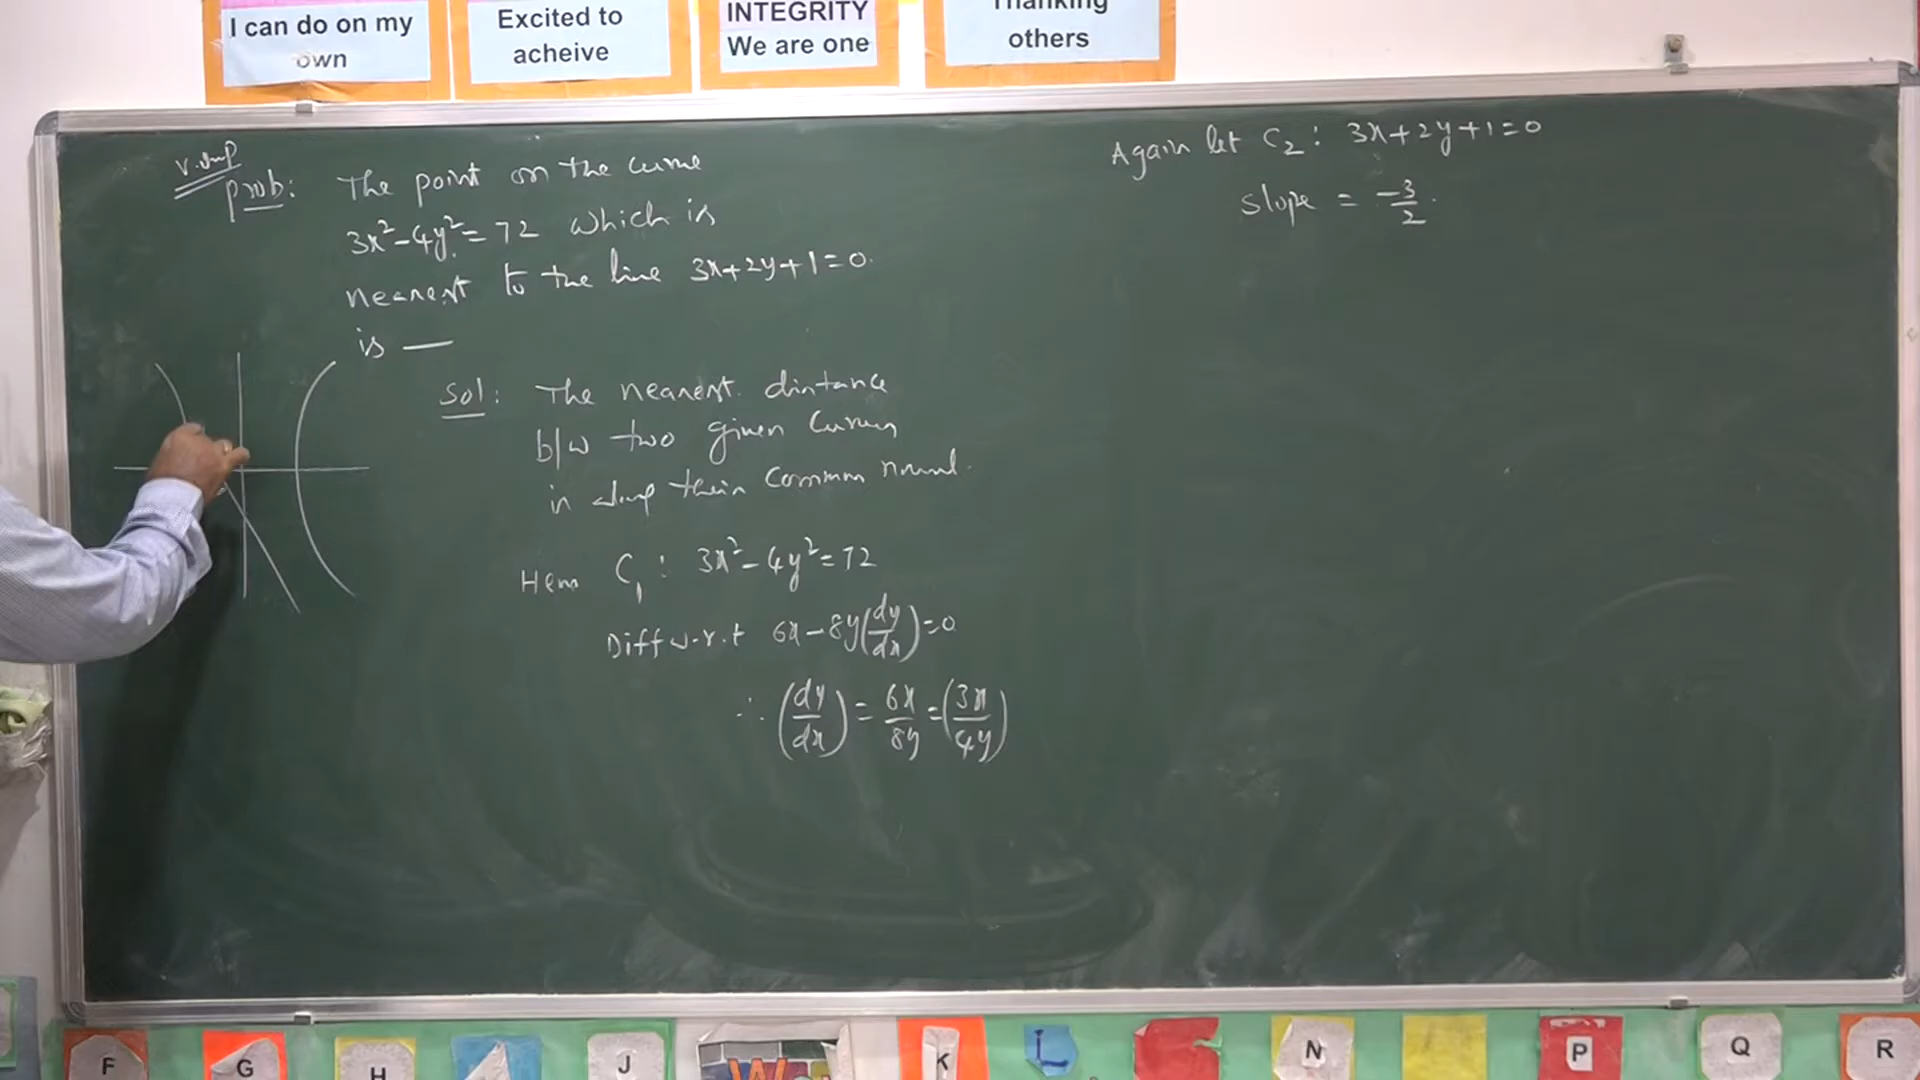 I can do on my
own
Excited to
acheive
INTEGRITY
We are one
Thanking
others
V.Imp
Prob: The point on the curve
3x² - 4y² = 72 which is
nearest to the line 3x+2y+1=0.
is —
Sol: The nearest distance
b/w two given curves
is along their common normal.
Here C₁: 3x² - 4y² = 72
Diff w.r.t 6x - 8y(dy/dx) = 0
∴ (dy/dx) = 6x/8y = (3x/4y)
Again let C₂: 3x+2y+1=0
Slope = -3/2.
F
G
H
J
K
L
N
P
Q
R